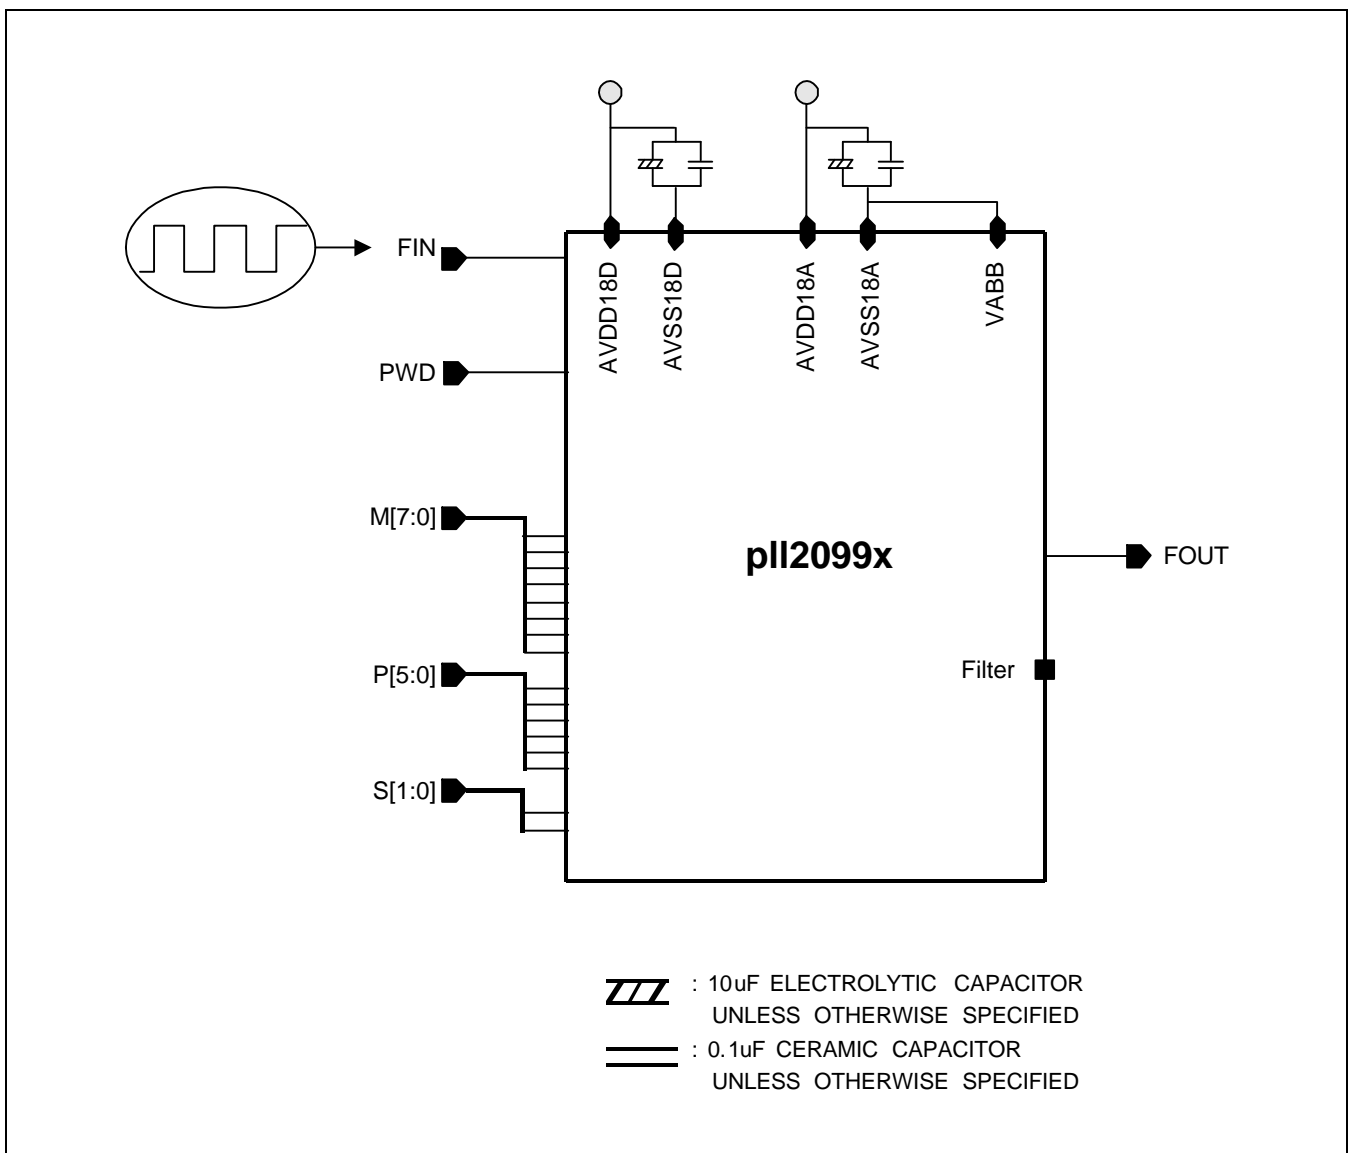 FIN
AVDD18D
AVSS18D
AVDD18A
AVSS18A
VABB
PWD
M[7:0]
pll2099x
FOUT
P[5:0]
Filter
S[1:0]
: 10uF ELECTROLYTIC CAPACITOR
UNLESS OTHERWISE SPECIFIED
: 0.1uF CERAMIC CAPACITOR
UNLESS OTHERWISE SPECIFIED